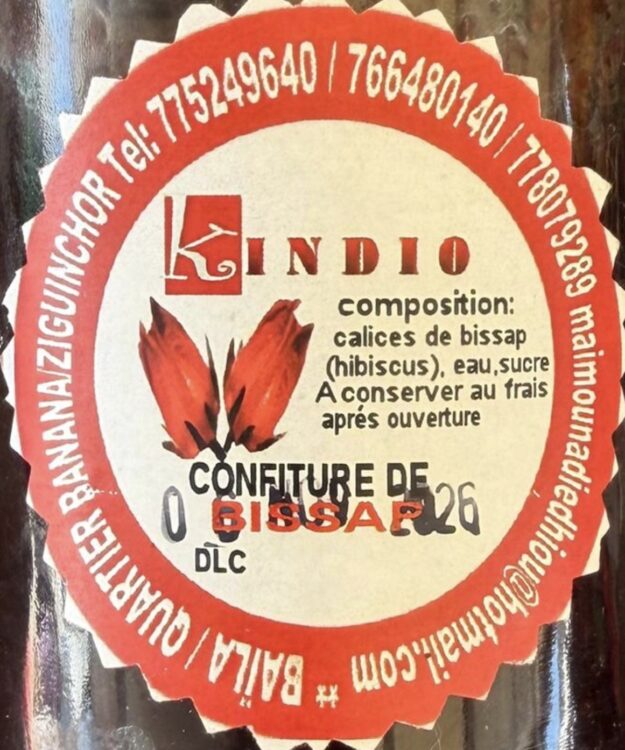 BAÏLA / QUARTIER BANANA/ZIGUINCHOR Tel: 775249640 / 766480140 / 778079289 maimounadiedhiou@hotmail.com **
KINDIO
composition:
calices de bissap
(hibiscus), eau,sucre
A conserver au frais
aprés ouverture
CONFITURE DE
BISSAP
2026
DLC